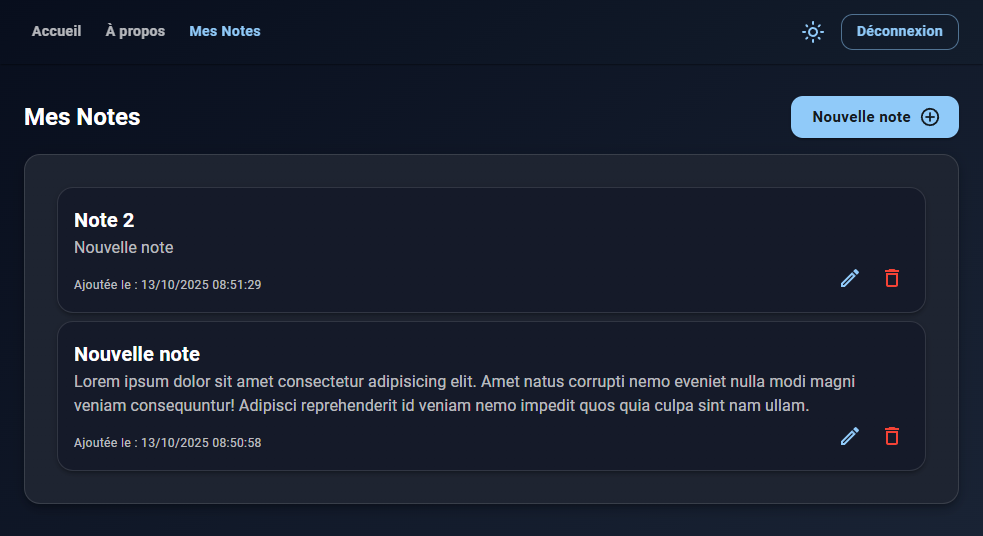 Accueil À propos Mes Notes Déconnexion
Mes Notes Nouvelle note
Note 2
Nouvelle note
Ajoutée le : 13/10/2025 08:51:29
Nouvelle note
Lorem ipsum dolor sit amet consectetur adipisicing elit. Amet natus corrupti nemo eveniet nulla modi magni
veniam consequuntur! Adipisci reprehenderit id veniam nemo impedit quos quia culpa sint nam ullam.
Ajoutée le : 13/10/2025 08:50:58